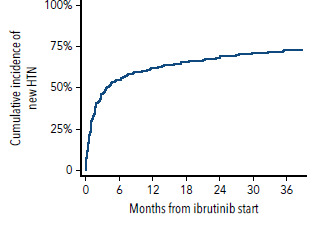 100%
75%
50%
25%
0
Cumulative incidence of
new HTN
0 6 12 18 24 30 36
Months from ibrutinib start